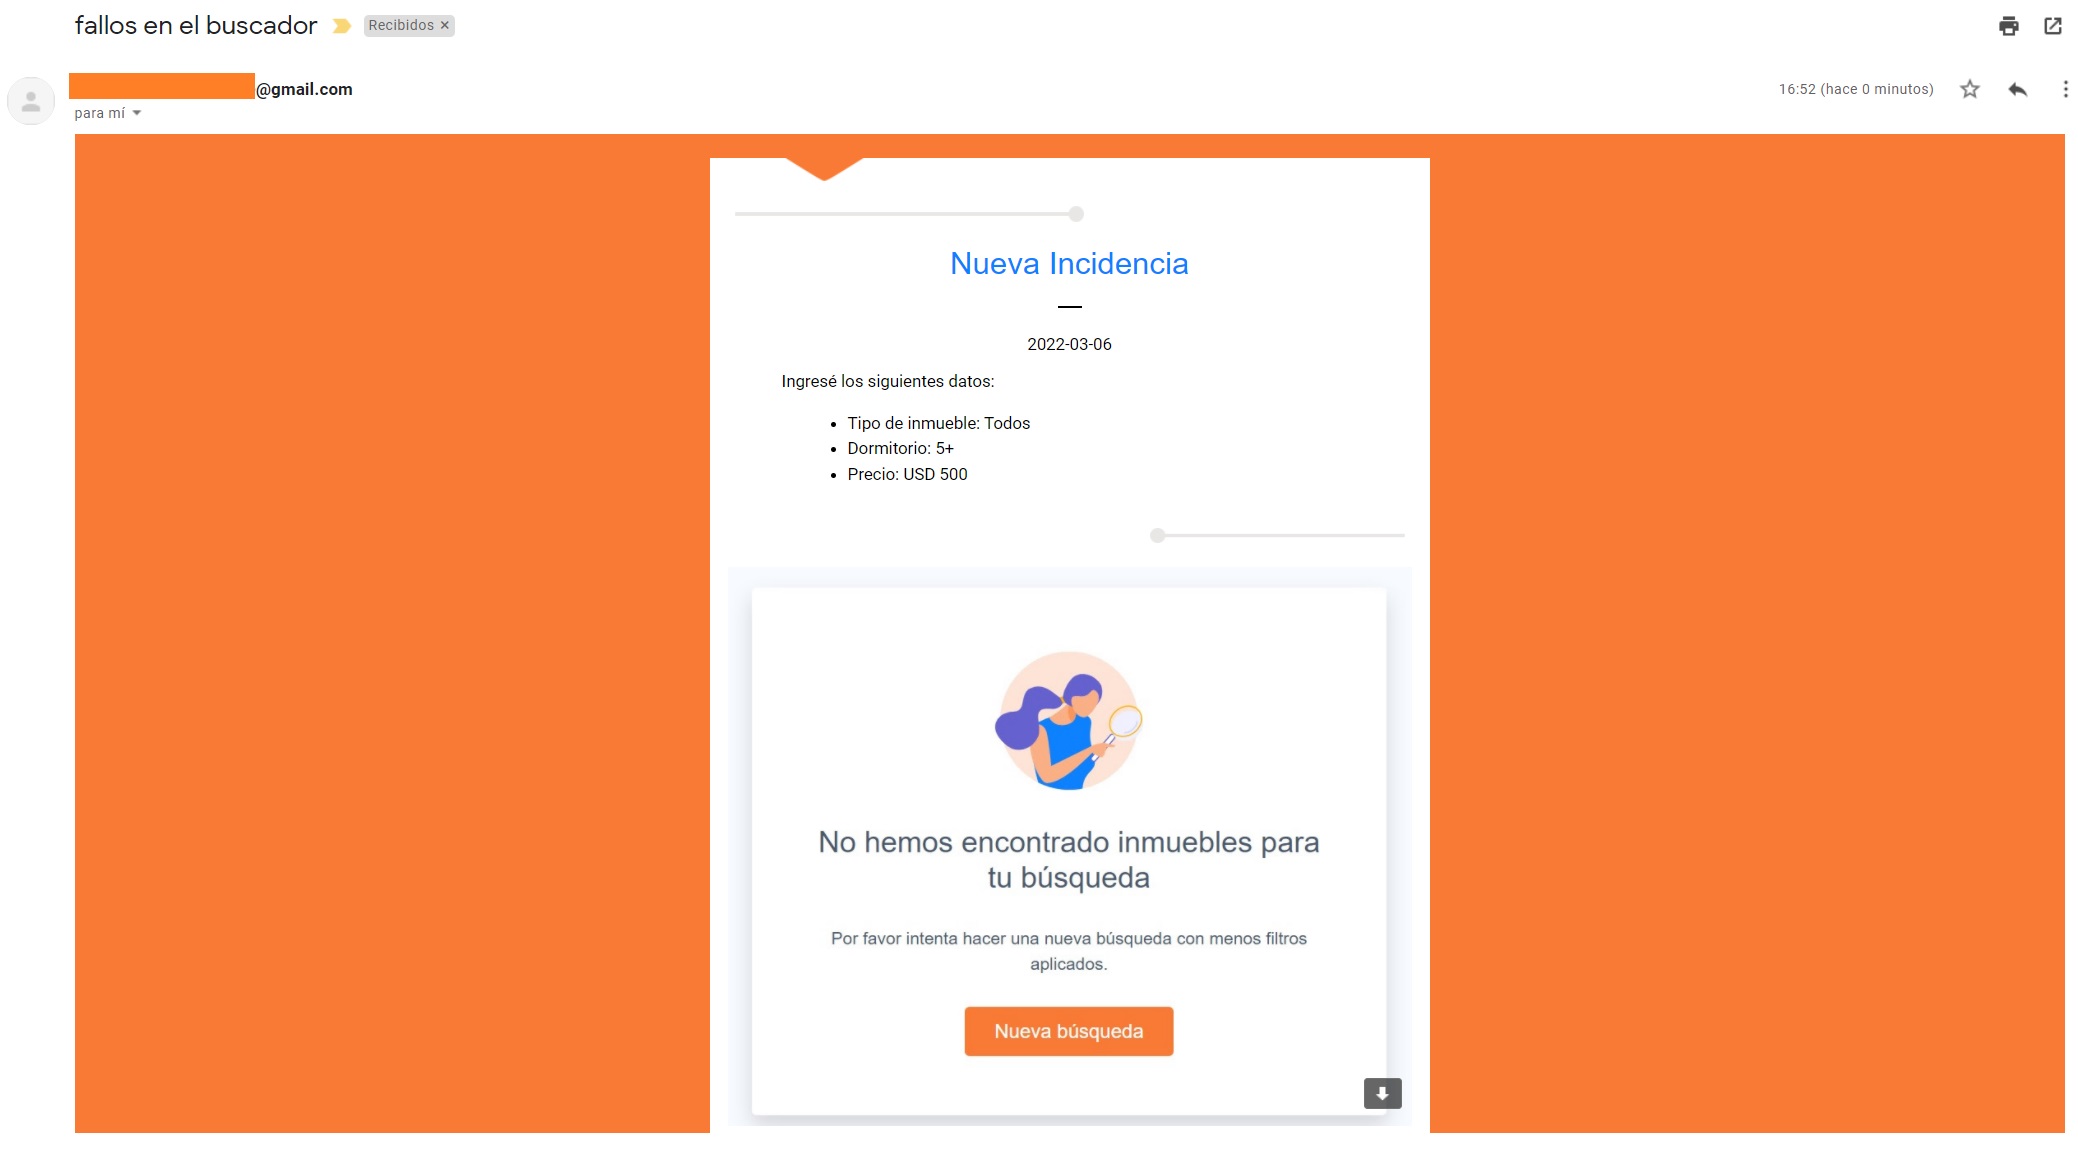 fallos en el buscador
Recibidos ×
@gmail.com
16:52 (hace 0 minutos)
para mí
Nueva Incidencia
2022-03-06
Ingresé los siguientes datos:
• Tipo de inmueble: Todos
• Dormitorio: 5+
• Precio: USD 500
No hemos encontrado inmuebles para
tu búsqueda
Por favor intenta hacer una nueva búsqueda con menos filtros
aplicados.
Nueva búsqueda